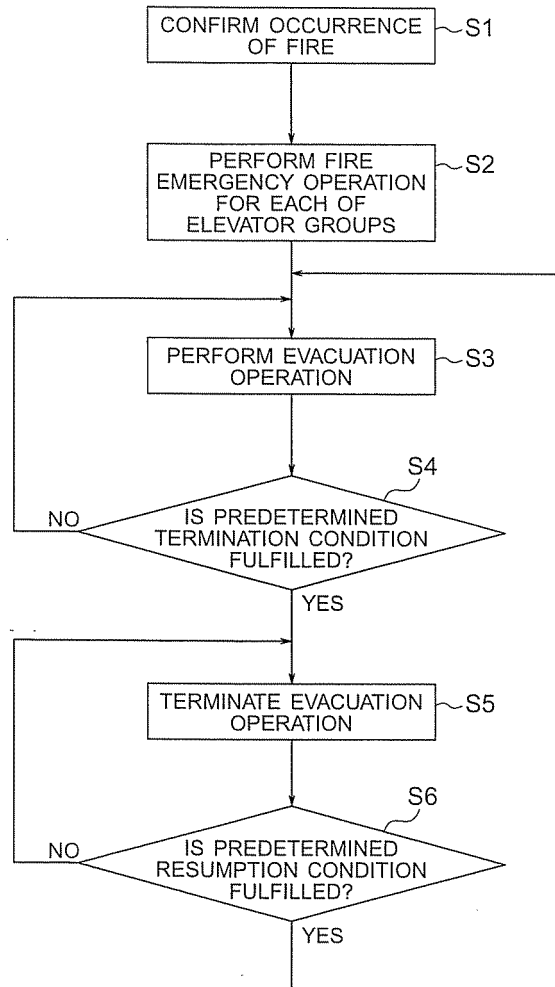 CONFIRM OCCURRENCE
OF FIRE
S1
PERFORM FIRE
EMERGENCY OPERATION
FOR EACH OF
ELEVATOR GROUPS
S2
PERFORM EVACUATION
OPERATION
S3
S4
IS PREDETERMINED
TERMINATION CONDITION
FULFILLED?
NO
YES
TERMINATE EVACUATION
OPERATION
S5
S6
IS PREDETERMINED
RESUMPTION CONDITION
FULFILLED?
NO
YES